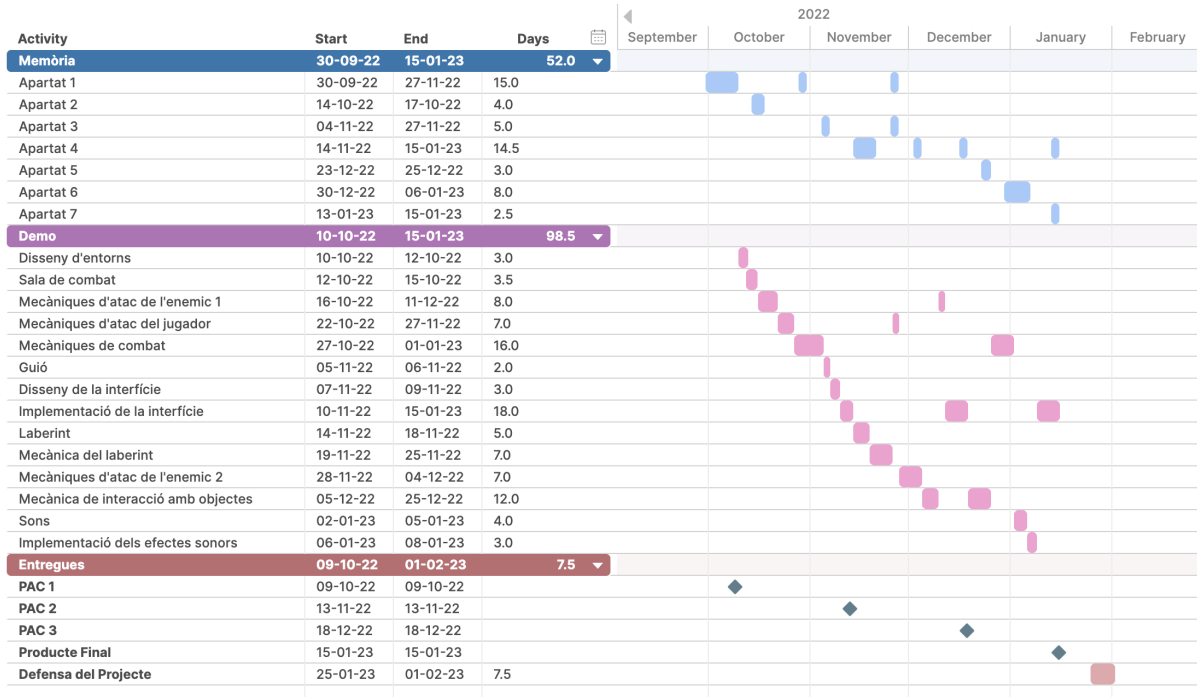 2022
Activity Start End Days September October November December January February
Memòria 30-09-22 15-01-23 52.0
Apartat 1 30-09-22 27-11-22 15.0
Apartat 2 14-10-22 17-10-22 4.0
Apartat 3 04-11-22 27-11-22 5.0
Apartat 4 14-11-22 15-01-23 14.5
Apartat 5 23-12-22 25-12-22 3.0
Apartat 6 30-12-22 06-01-23 8.0
Apartat 7 13-01-23 15-01-23 2.5
Demo 10-10-22 15-01-23 98.5
Disseny d'entorns 10-10-22 12-10-22 3.0
Sala de combat 12-10-22 15-10-22 3.5
Mecàniques d'atac de l'enemic 1 16-10-22 11-12-22 8.0
Mecàniques d'atac del jugador 22-10-22 27-11-22 7.0
Mecàniques de combat 27-10-22 01-01-23 16.0
Guió 05-11-22 06-11-22 2.0
Disseny de la interfície 07-11-22 09-11-22 3.0
Implementació de la interfície 10-11-22 15-01-23 18.0
Laberint 14-11-22 18-11-22 5.0
Mecànica del laberint 19-11-22 25-11-22 7.0
Mecàniques d'atac de l'enemic 2 28-11-22 04-12-22 7.0
Mecànica de interacció amb objectes 05-12-22 25-12-22 12.0
Sons 02-01-23 05-01-23 4.0
Implementació dels efectes sonors 06-01-23 08-01-23 3.0
Entregues 09-10-22 01-02-23 7.5
PAC 1 09-10-22 09-10-22
PAC 2 13-11-22 13-11-22
PAC 3 18-12-22 18-12-22
Producte Final 15-01-23 15-01-23
Defensa del Projecte 25-01-23 01-02-23 7.5